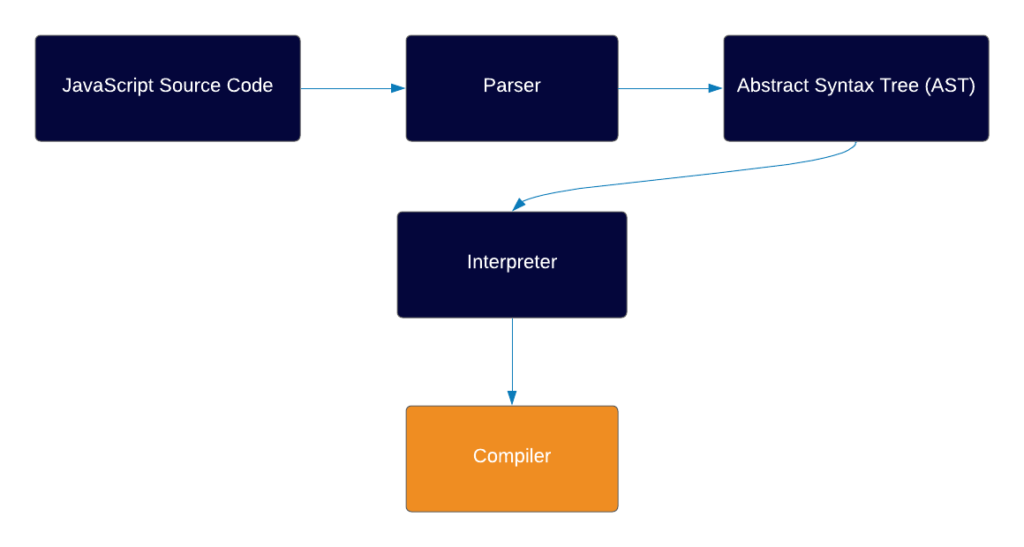 JavaScript Source Code
Parser
Abstract Syntax Tree (AST)
Interpreter
Compiler